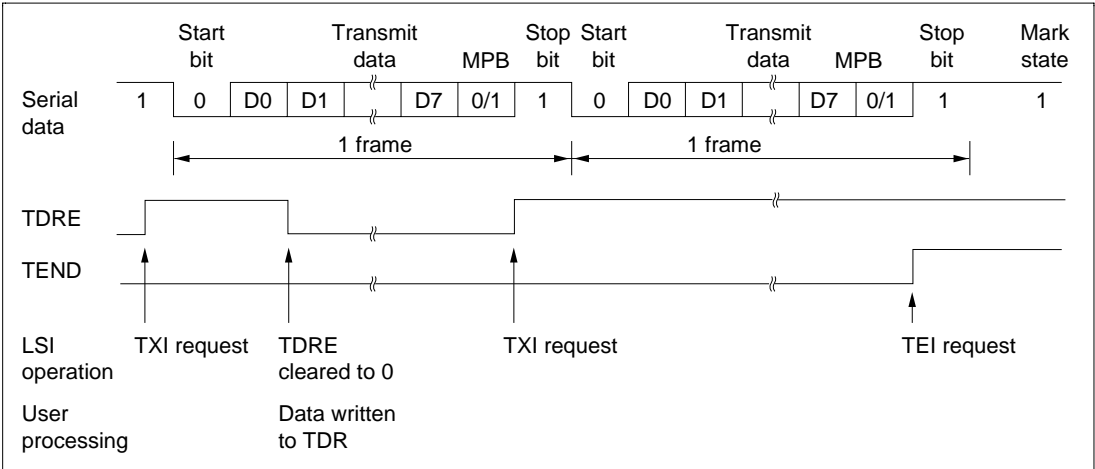 Start Transmit Stop Start Transmit Stop Mark
bit data MPB bit bit data MPB bit state
Serial 1 0 D0 D1 D7 0/1 1 0 D0 D1 D7 0/1 1 1
data
1 frame 1 frame
TDRE
TEND
LSI TXI request TDRE TXI request TEI request
operation cleared to 0
User Data written
processing to TDR